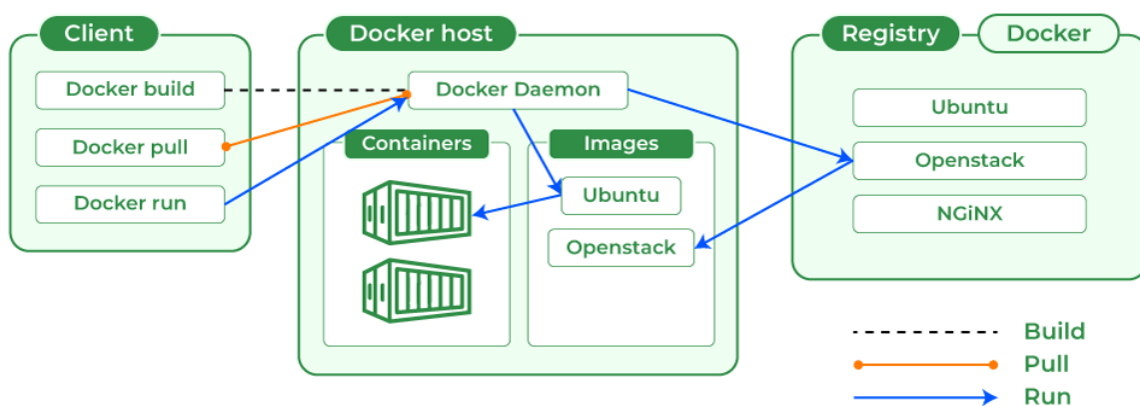 Client
Docker build
Docker pull
Docker run
Docker host
Docker Daemon
Containers
Images
Ubuntu
Openstack
Registry
Docker
Ubuntu
Openstack
NGiNX
Build
Pull
Run